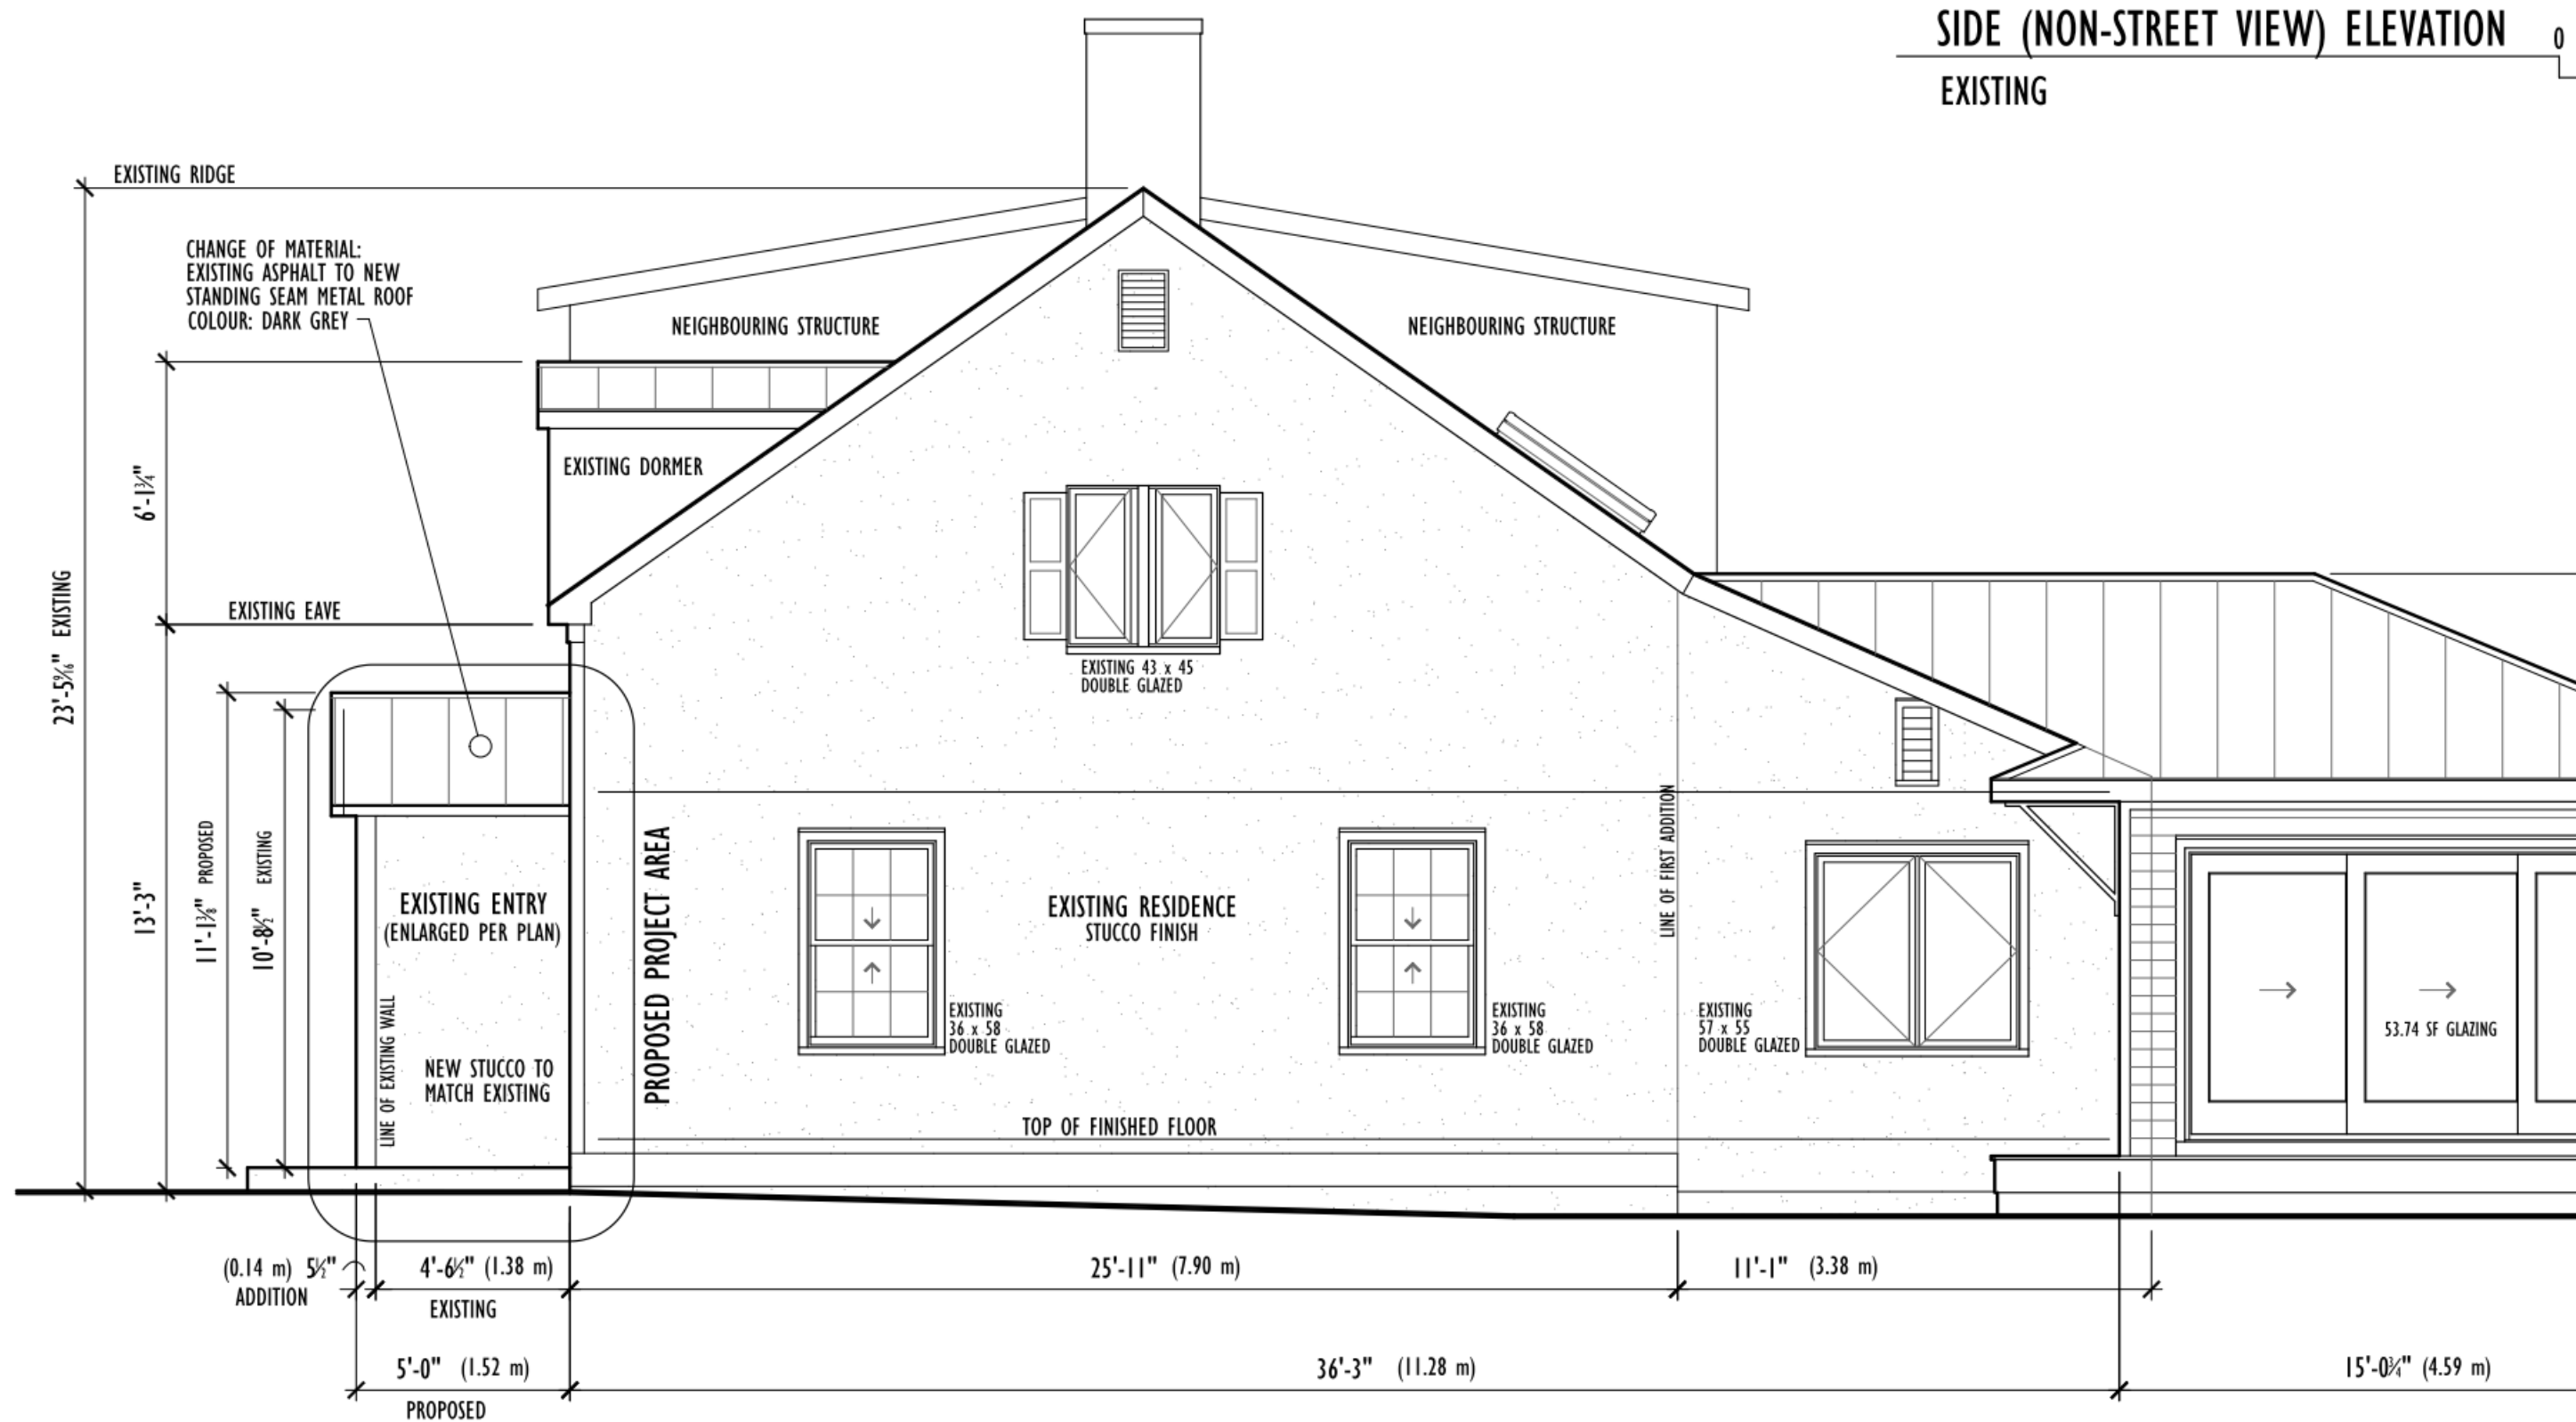 SIDE (NON-STREET VIEW) ELEVATION 0
EXISTING
EXISTING RIDGE
CHANGE OF MATERIAL:
EXISTING ASPHALT TO NEW
STANDING SEAM METAL ROOF
COLOUR: DARK GREY
NEIGHBOURING STRUCTURE
NEIGHBOURING STRUCTURE
EXISTING DORMER
6'-1¾"
23'-5⁹⁄₁₆" EXISTING
EXISTING EAVE
EXISTING 43 x 45
DOUBLE GLAZED
13'-3"
11'-1⅜" PROPOSED
10'-8½" EXISTING
EXISTING ENTRY
(ENLARGED PER PLAN)
LINE OF EXISTING WALL
NEW STUCCO TO
MATCH EXISTING
PROPOSED PROJECT AREA
EXISTING RESIDENCE
STUCCO FINISH
EXISTING
36 x 58
DOUBLE GLAZED
EXISTING
36 x 58
DOUBLE GLAZED
LINE OF FIRST ADDITION
EXISTING
57 x 55
DOUBLE GLAZED
53.74 SF GLAZING
TOP OF FINISHED FLOOR
(0.14 m) 5½"
ADDITION
4'-6½" (1.38 m)
EXISTING
25'-11" (7.90 m)
11'-1" (3.38 m)
5'-0" (1.52 m)
PROPOSED
36'-3" (11.28 m)
15'-0¾" (4.59 m)